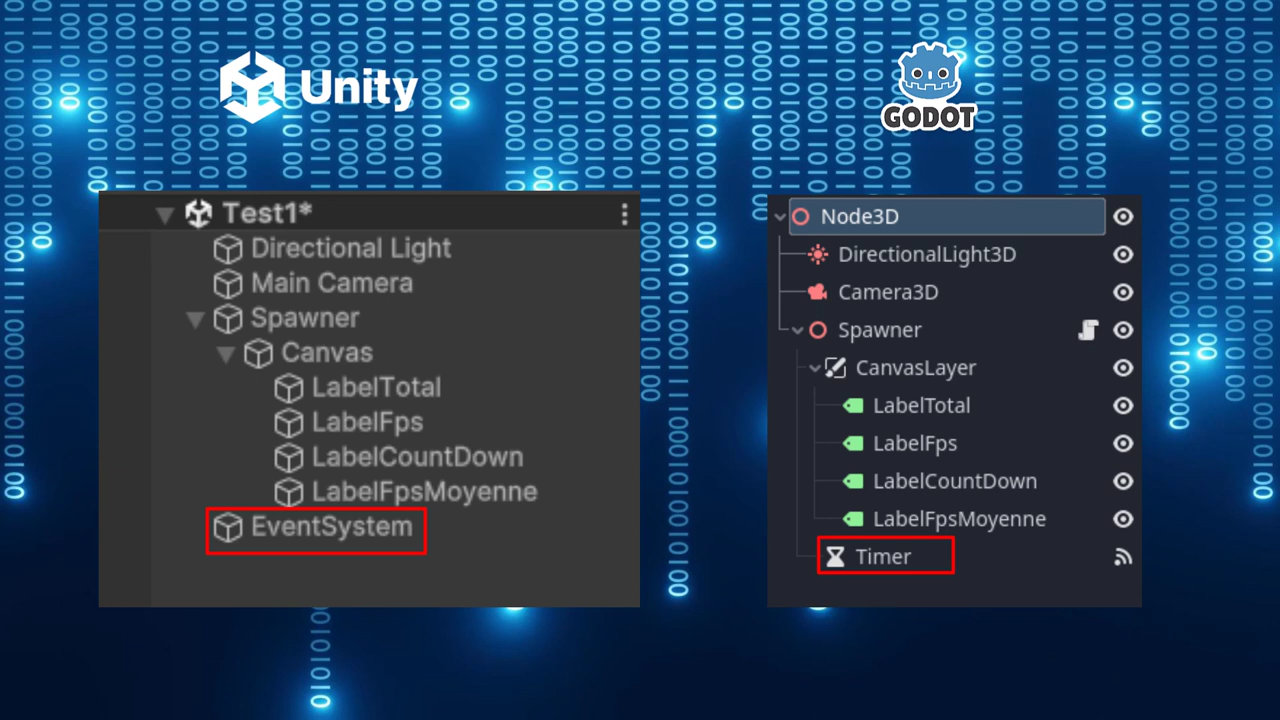 Unity
GODOT
Test1*
Directional Light
Main Camera
Spawner
Canvas
LabelTotal
LabelFps
LabelCountDown
LabelFpsMoyenne
EventSystem
Node3D
DirectionalLight3D
Camera3D
Spawner
CanvasLayer
LabelTotal
LabelFps
LabelCountDown
LabelFpsMoyenne
Timer